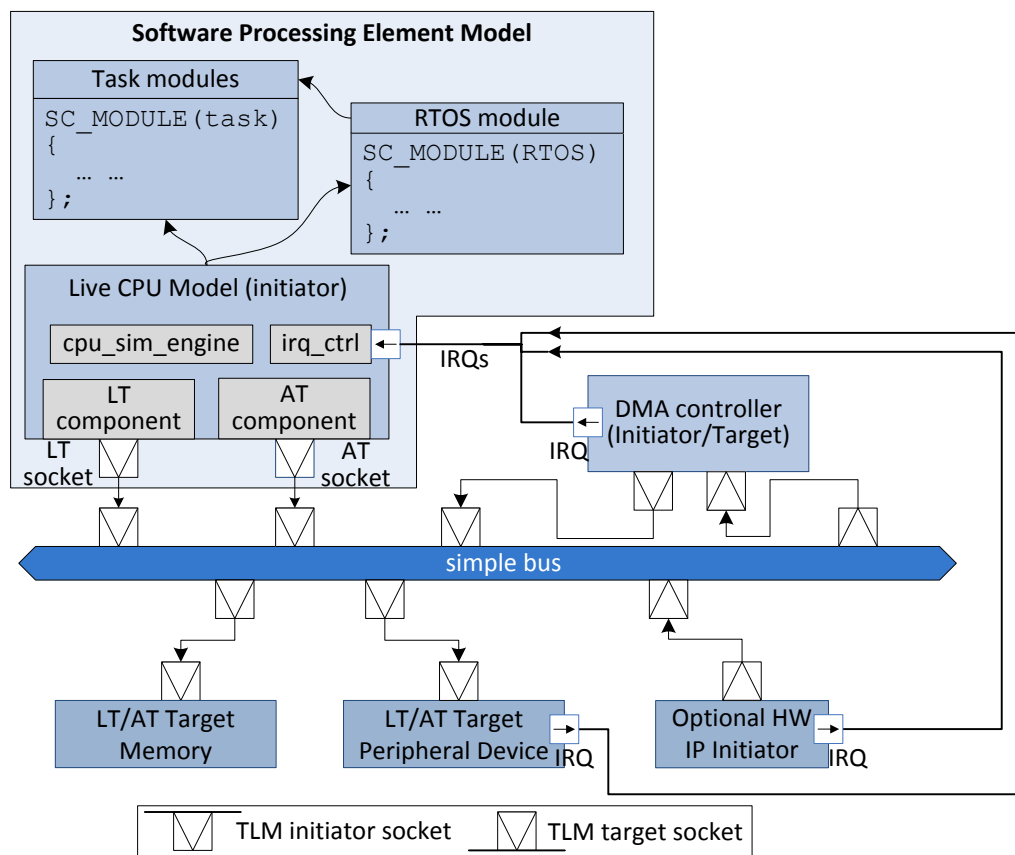 Software Processing Element Model
Task modules
SC_MODULE(task)
{
… …
};
RTOS module
SC_MODULE(RTOS)
{
… …
};
Live CPU Model (initiator)
cpu_sim_engine
irq_ctrl
LT
component
AT
component
LT
socket
AT
socket
IRQs
DMA controller
(Initiator/Target)
IRQ
simple bus
LT/AT Target
Memory
LT/AT Target
Peripheral Device
IRQ
Optional HW
IP Initiator
IRQ
TLM initiator socket
TLM target socket